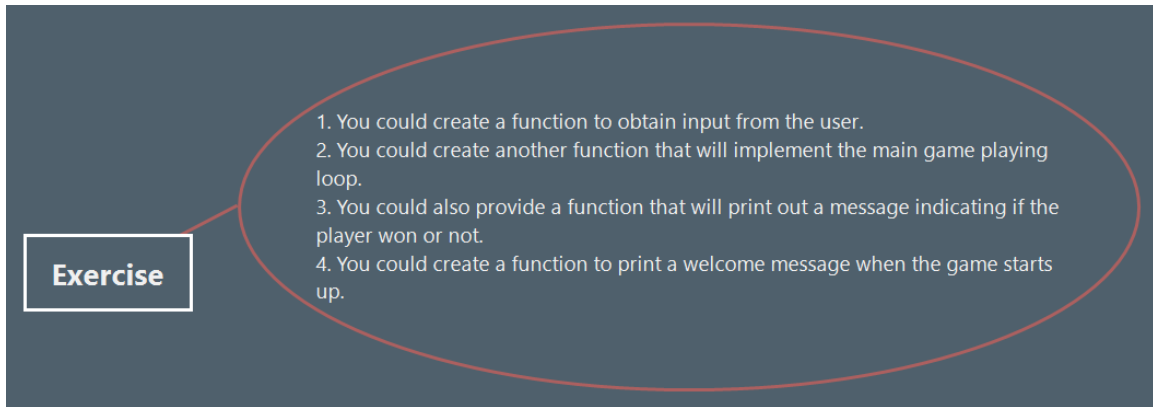 1. You could create a function to obtain input from the user.
2. You could create another function that will implement the main game playing
loop.
3. You could also provide a function that will print out a message indicating if the
player won or not.
4. You could create a function to print a welcome message when the game starts
up.
Exercise